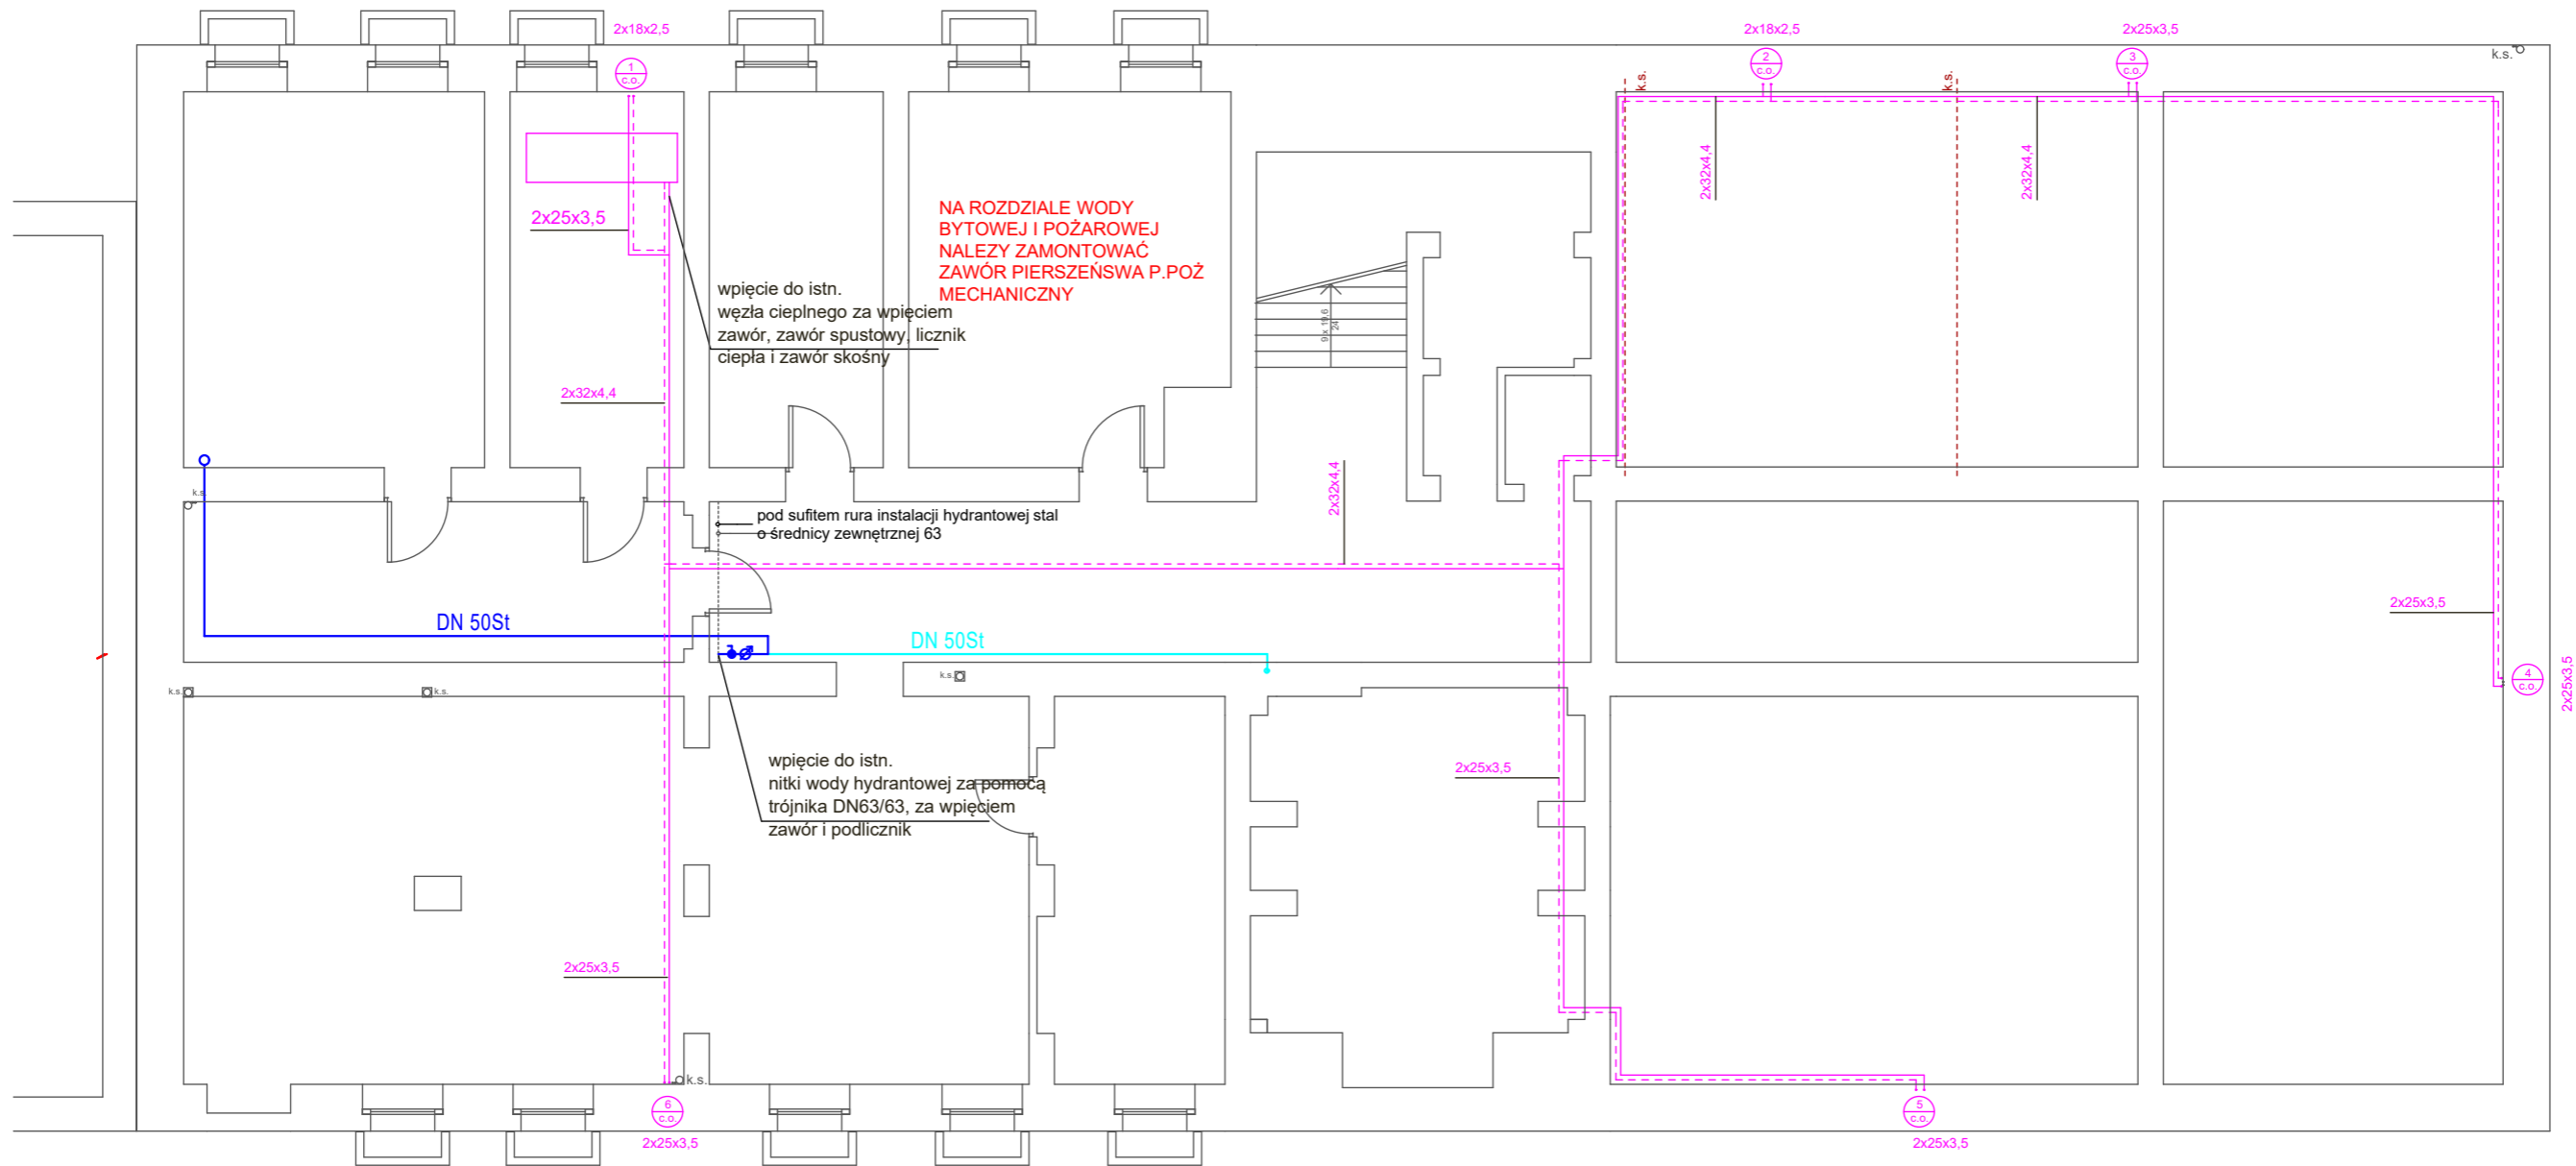 2x18x2,5
2x18x2,5
2x25x3,5
1
c.o.
2
c.o.
3
c.o.
k.s.
k.s.
k.s.
2x32x4,4
2x32x4,4
2x25x3,5
NA ROZDZIALE WODY
BYTOWEJ I POŻAROWEJ
NALEZY ZAMONTOWAĆ
ZAWÓR PIERSZEŃSWA P.POŻ
MECHANICZNY
wpięcie do istn.
węzła cieplnego za wpięciem
zawór, zawór spustowy, licznik
ciepła i zawór skośny
9x 19,6
24
2x32x4,4
2x32x4,4
k.s.
pod sufitem rura instalacji hydrantowej stal
o średnicy zewnętrznej 63
DN 50St
DN 50St
2x25x3,5
k.s.
k.s.
k.s.
4
c.o.
2x25x3,5
wpięcie do istn.
nitki wody hydrantowej za pomocą
trójnika DN63/63, za wpięciem
zawór i podlicznik
2x25x3,5
2x25x3,5
k.s.
6
c.o.
5
c.o.
2x25x3,5
2x25x3,5